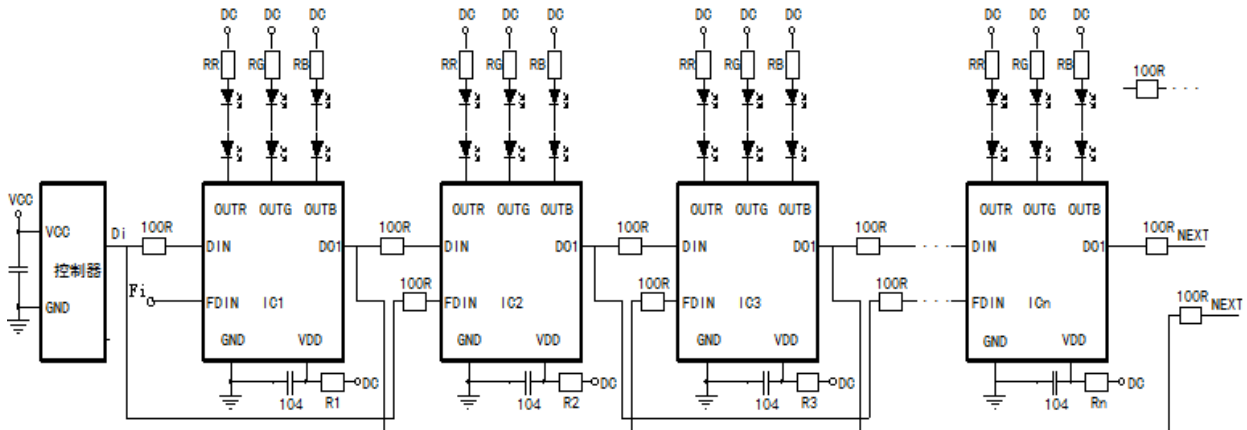 DC DC DC DC DC DC DC DC DC DC DC DC
RR RG RB RR RG RB RR RG RB RR RG RB 100R
VCC OUTR OUTG OUTB OUTR OUTG OUTB OUTR OUTG OUTB OUTR OUTG OUTB
VCC Di 100R DIN DO1 100R DIN DO1 100R DIN DO1 100R DIN DO1 100R NEXT
控制器
GND Fi FDIN IC1 100R FDIN IC2 100R FDIN IC3 100R FDIN ICn 100R NEXT
GND VDD GND VDD GND VDD GND VDD
104 R1 DC 104 R2 DC 104 R3 DC 104 Rn DC